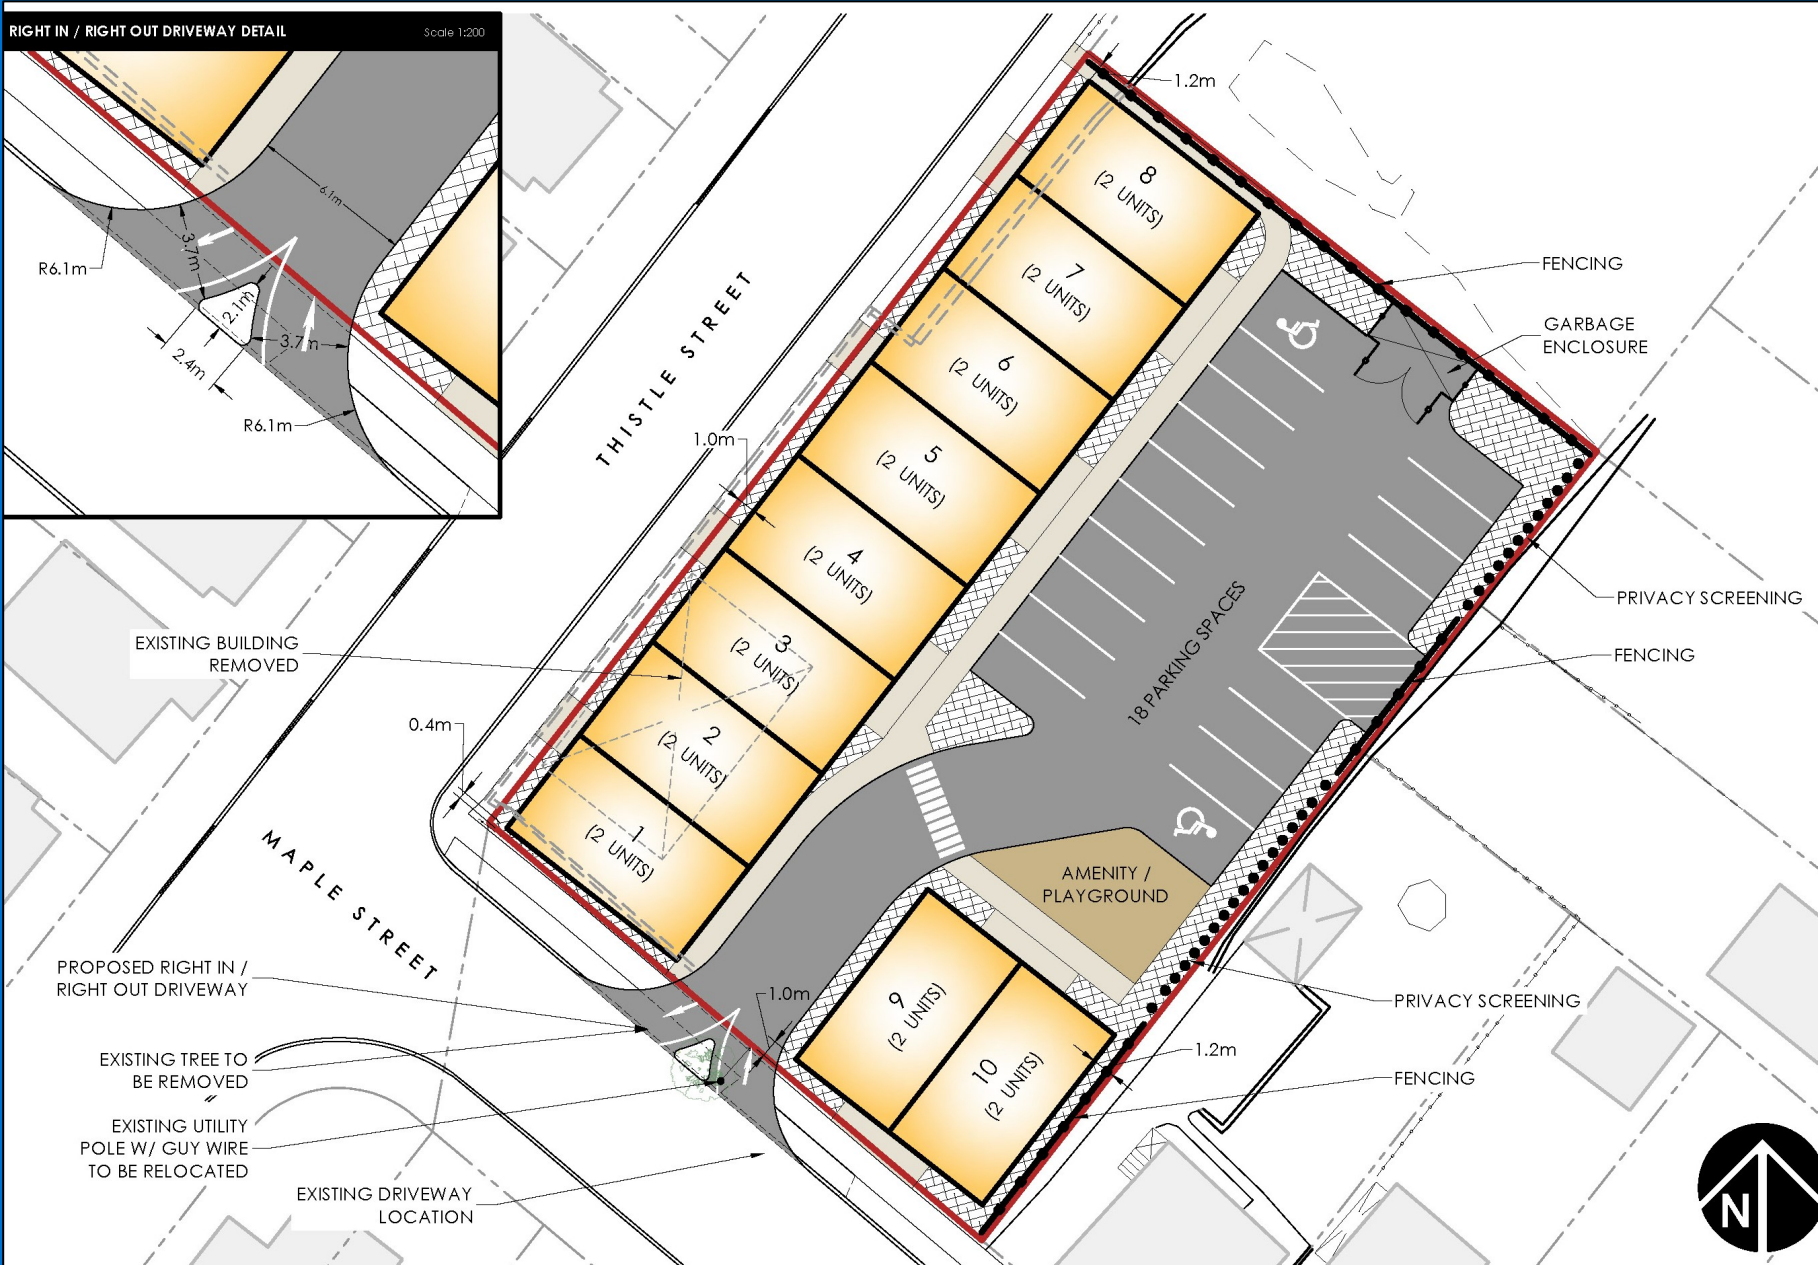 RIGHT IN / RIGHT OUT DRIVEWAY DETAIL
Scale 1:200
6.1m
3.7m
R6.1m
2.1m
3.7m
2.4m
R6.1m
1.2m
8
(2 UNITS)
7
(2 UNITS)
6
(2 UNITS)
5
(2 UNITS)
4
(2 UNITS)
3
(2 UNITS)
2
(2 UNITS)
1
(2 UNITS)
THISTLE STREET
1.0m
FENCING
GARBAGE
ENCLOSURE
PRIVACY SCREENING
FENCING
18 PARKING SPACES
EXISTING BUILDING
REMOVED
0.4m
MAPLE STREET
AMENITY /
PLAYGROUND
9
(2 UNITS)
10
(2 UNITS)
PROPOSED RIGHT IN /
RIGHT OUT DRIVEWAY
1.0m
PRIVACY SCREENING
1.2m
EXISTING TREE TO
BE REMOVED
FENCING
EXISTING UTILITY
POLE W/ GUY WIRE
TO BE RELOCATED
EXISTING DRIVEWAY
LOCATION
N